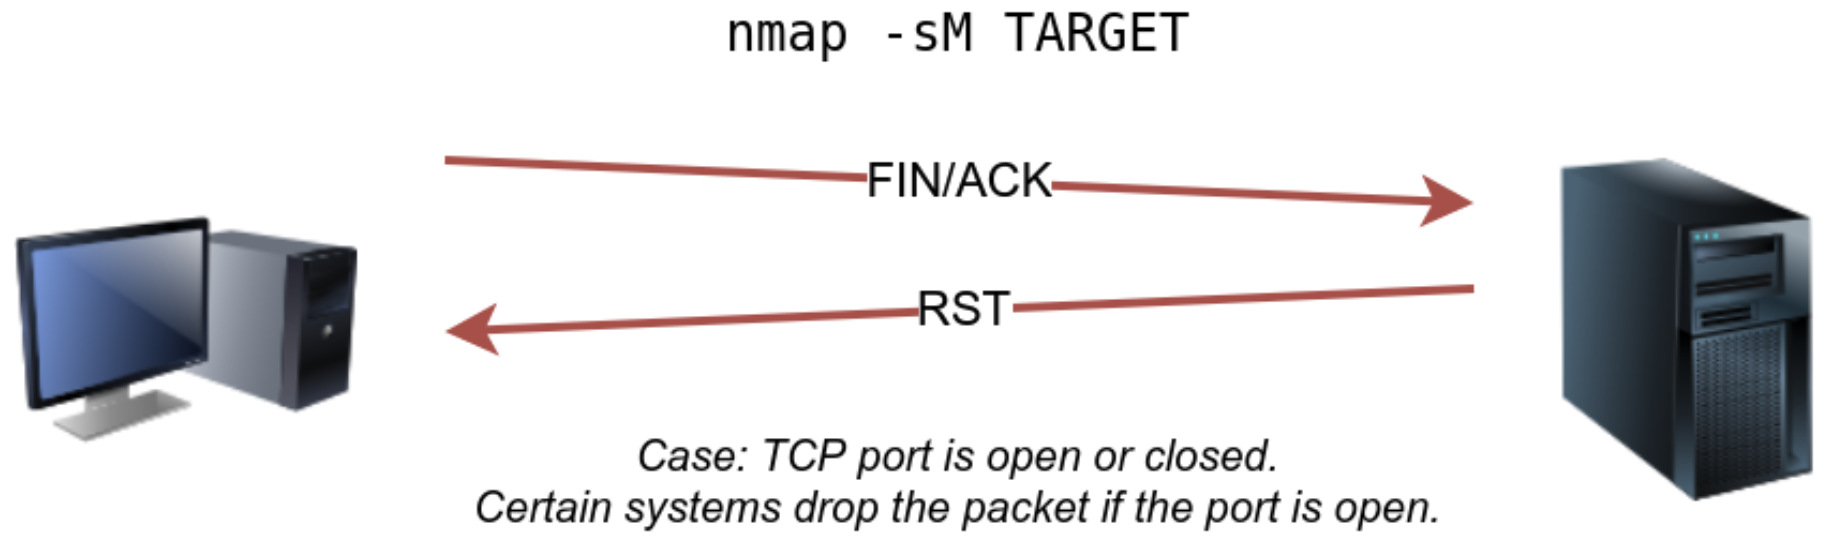 nmap -sM TARGET
FIN/ACK
RST
Case: TCP port is open or closed.
Certain systems drop the packet if the port is open.